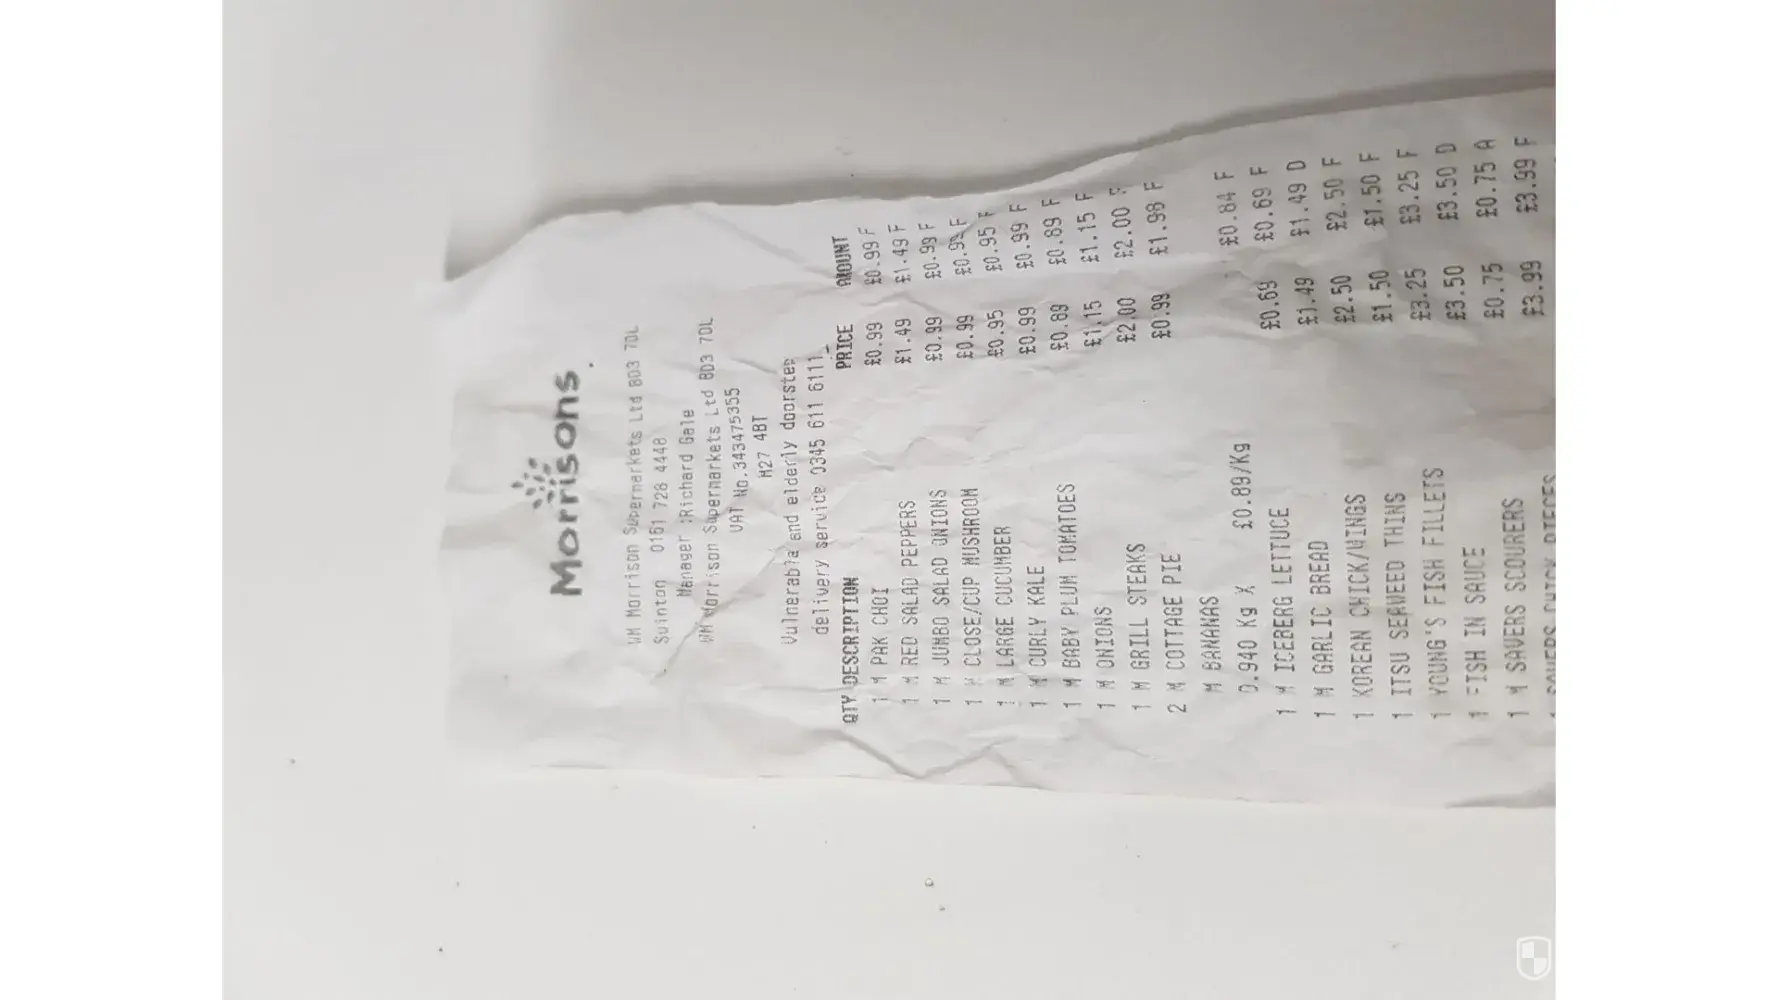 Morrisons
WM Morrison Supermarkets Ltd BD3 7DL
Swinton 0161 728 4448
Manager :Richard Gale
WM Morrison Supermarkets Ltd BD3 7DL
VAT No.343475355
M27 4BT
Vulnerable and elderly doorstep
delivery service 0345 611 6111
QTY DESCRIPTION PRICE AMOUNT
1 M PAK CHOI £0.99 £0.99 F
1 M RED SALAD PEPPERS £1.49 £1.49 F
1 M JUMBO SALAD ONIONS £0.99 £0.99 F
1 M CLOSE/CUP MUSHROOM £0.99 £0.99 F
1 M LARGE CUCUMBER £0.95 £0.95 F
1 M CURLY KALE £0.99 £0.99 F
1 M BABY PLUM TOMATOES £0.89 £0.89 F
1 M ONIONS £1.15 £1.15 F
1 M GRILL STEAKS £2.00 £2.00 F
2 M COTTAGE PIE £0.99 £1.98 F
M BANANAS
0.940 Kg X £0.89/Kg £0.84 F
1 M ICEBERG LETTUCE £0.69 £0.69 F
1 M GARLIC BREAD £1.49 £1.49 D
1 KOREAN CHICK/WINGS £2.50 £2.50 F
1 ITSU SEAWEED THINS £1.50 £1.50 F
1 YOUNG'S FISH FILLETS £3.25 £3.25 F
1 FISH IN SAUCE £3.50 £3.50 D
1 M SAVERS SCOURERS £0.75 £0.75 A
1 SAVERS CHICK PIECES £3.99 £3.99 F